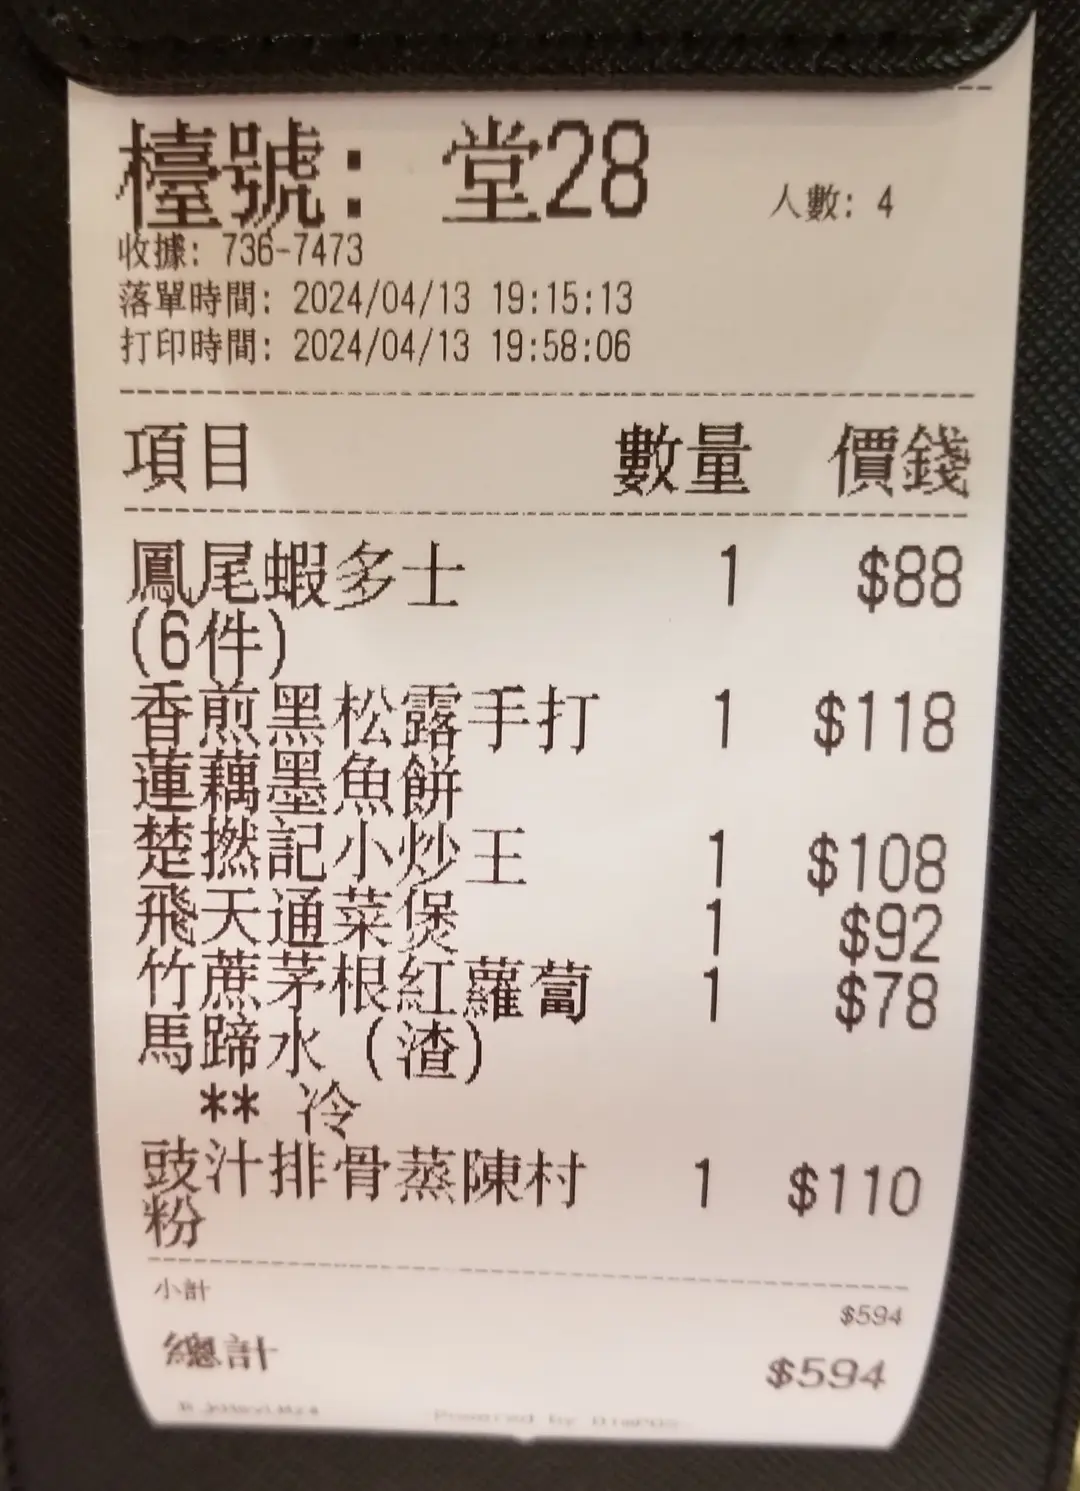 檯號: 堂28 人數: 4
收據: 736-7473
落單時間: 2024/04/13 19:15:13
打印時間: 2024/04/13 19:58:06
項目 數量 價錢
鳳尾蝦多士 1 $88
(6件)
香煎黑松露手打 1 $118
蓮藕墨魚餅
楚撚記小炒王 1 $108
飛天通菜煲 1 $92
竹蔗茅根紅蘿蔔 1 $78
馬蹄水 (渣)
** 冷
豉汁排骨蒸陳村 1 $110
粉
小計 $594
總計 $594
Powered by